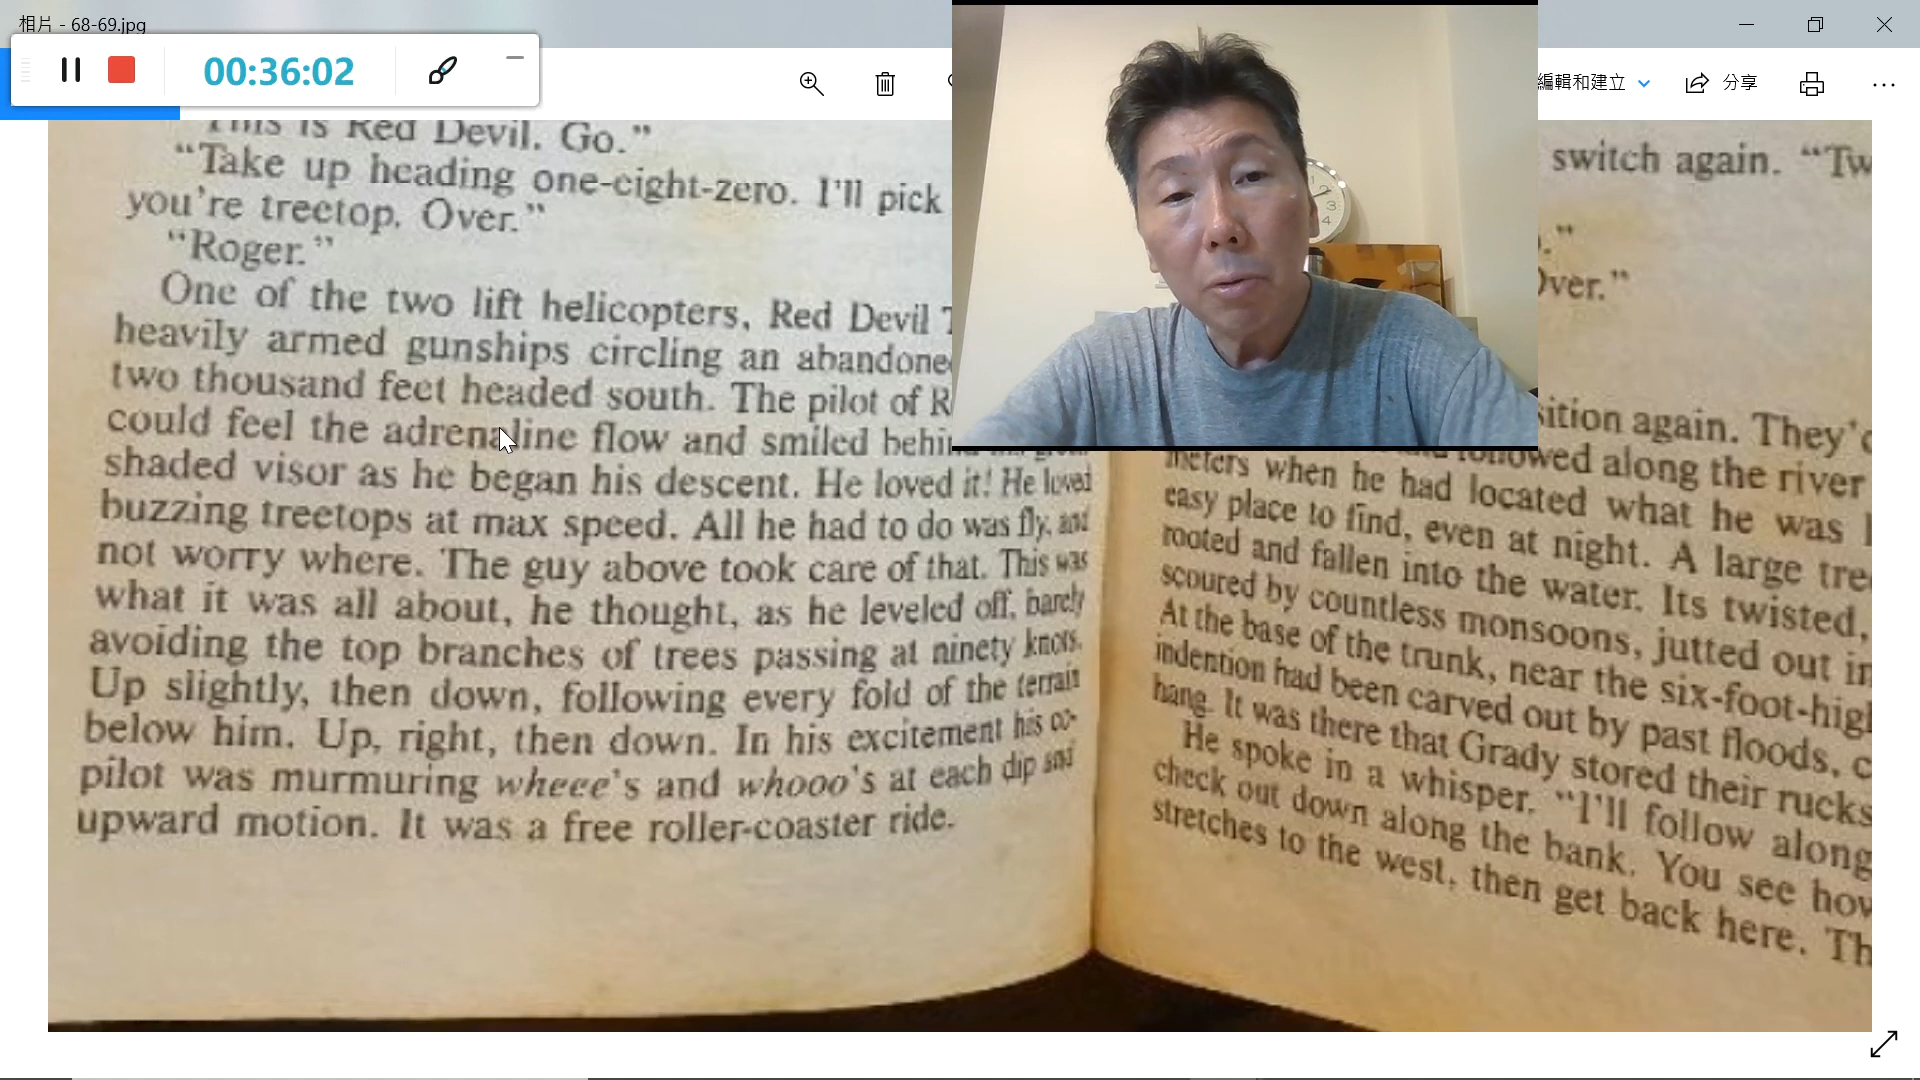 相片 - 68-69.jpg
00:36:02
編輯和建立
分享
2
3
4
"This is Red Devil. Go."
"Take up heading one-eight-zero. I'll pick
you're treetop. Over."
"Roger."
One of the two lift helicopters, Red Devil
heavily armed gunships circling an abandone
two thousand feet headed south. The pilot of R
could feel the adrenaline flow and smiled behin
shaded visor as he began his descent. He loved it! He loved
buzzing treetops at max speed. All he had to do was fly, and
not worry where. The guy above took care of that. This was
what it was all about, he thought, as he leveled off, barely
avoiding the top branches of trees passing at ninety knots.
Up slightly, then down, following every fold of the terrain
below him. Up, right, then down. In his excitement his co-
pilot was murmuring wheee's and whooo's at each dip and
upward motion. It was a free roller-coaster ride.
switch again. "Tw
."
Over."
sition again. They'd
followed along the river
meters when he had located what he was l
easy place to find, even at night. A large tree
rooted and fallen into the water. Its twisted,
scoured by countless monsoons, jutted out in
At the base of the trunk, near the six-foot-high
indention had been carved out by past floods, c
hang. It was there that Grady stored their rucks
He spoke in a whisper. "I'll follow along
check out down along the bank. You see how
stretches to the west, then get back here. Th